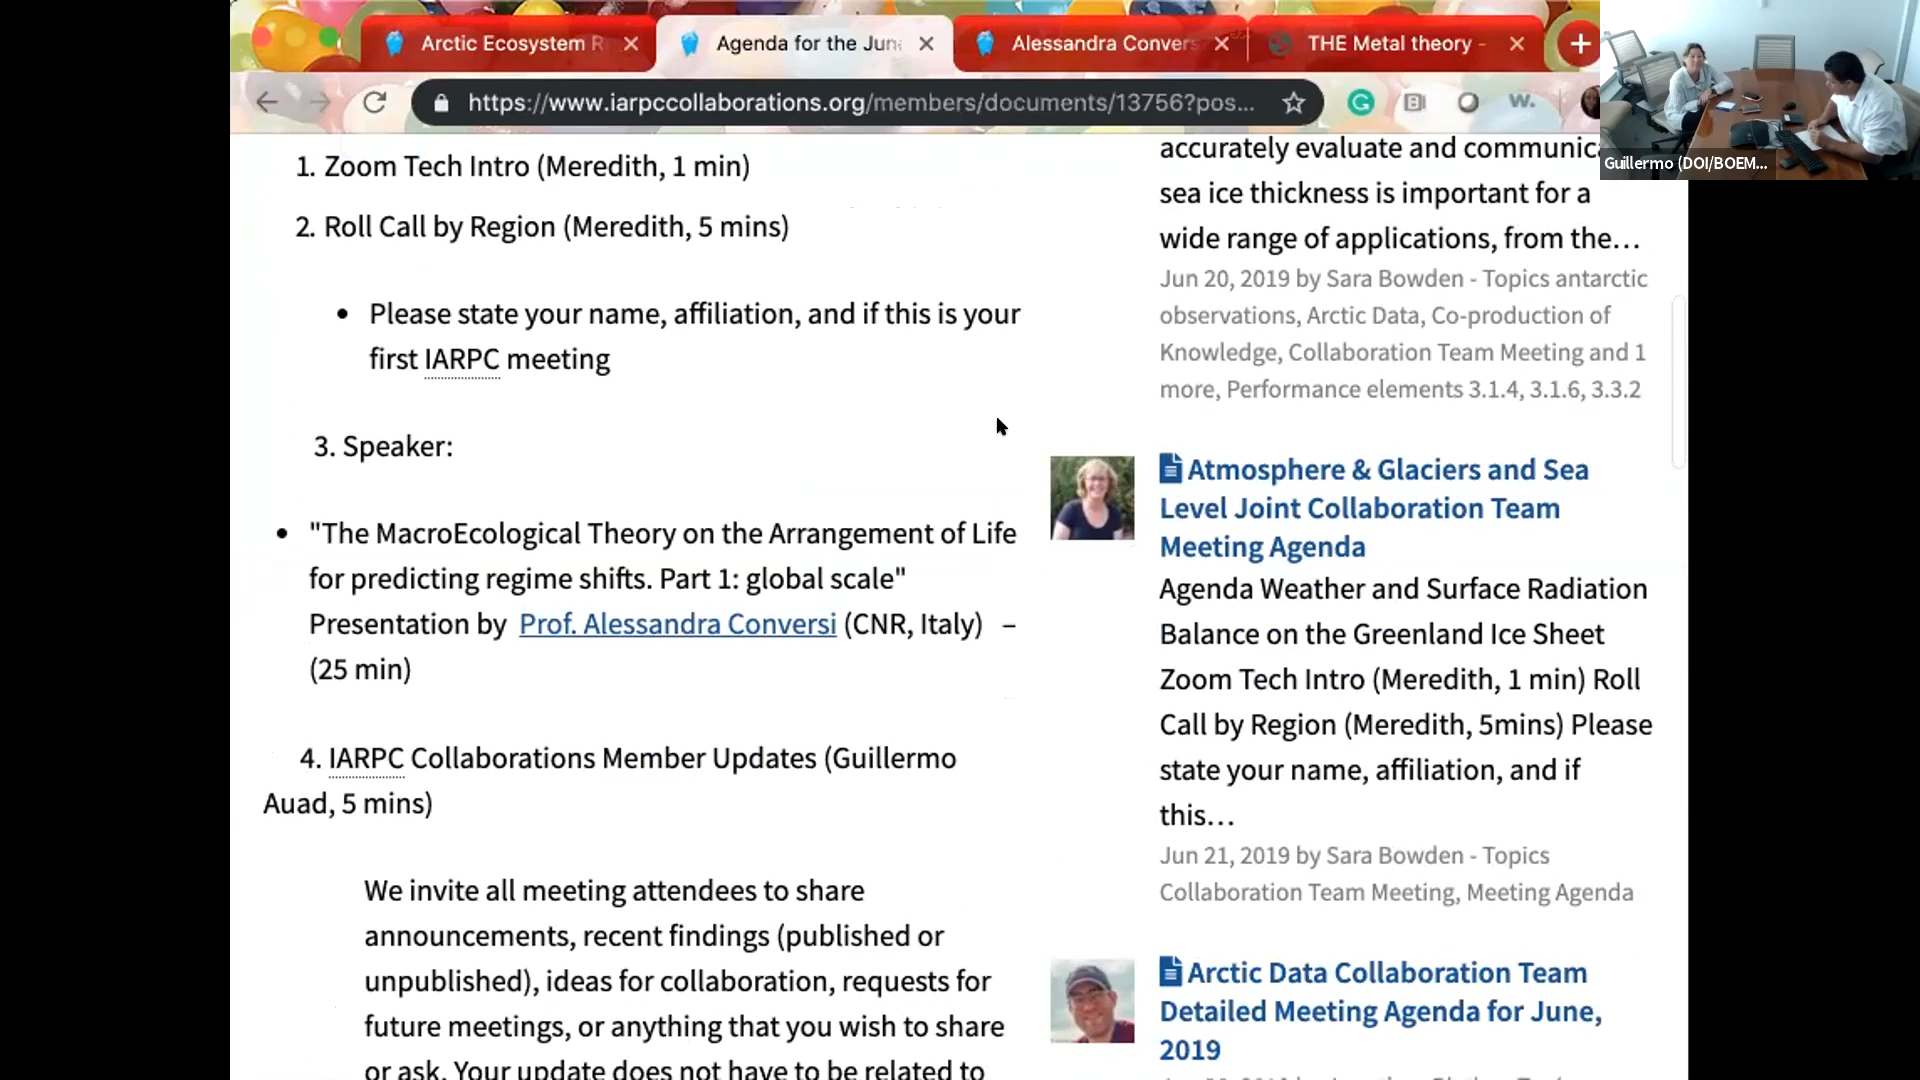 Arctic Ecosystem R
Agenda for the Jun
Alessandra Convers
THE Metal theory -
https://www.iarpccollaborations.org/members/documents/13756?pos...
W.
Guillermo (DOI/BOEM...
1. Zoom Tech Intro (Meredith, 1 min)
2. Roll Call by Region (Meredith, 5 mins)
• Please state your name, affiliation, and if this is your
first IARPC meeting
3. Speaker:
• "The MacroEcological Theory on the Arrangement of Life
for predicting regime shifts. Part 1: global scale"
Presentation by Prof. Alessandra Conversi (CNR, Italy) –
(25 min)
4. IARPC Collaborations Member Updates (Guillermo
Auad, 5 mins)
We invite all meeting attendees to share
announcements, recent findings (published or
unpublished), ideas for collaboration, requests for
future meetings, or anything that you wish to share
or ask. Your update does not have to be related to
accurately evaluate and communica
sea ice thickness is important for a
wide range of applications, from the...
Jun 20, 2019 by Sara Bowden - Topics antarctic
observations, Arctic Data, Co-production of
Knowledge, Collaboration Team Meeting and 1
more, Performance elements 3.1.4, 3.1.6, 3.3.2
Atmosphere & Glaciers and Sea
Level Joint Collaboration Team
Meeting Agenda
Agenda Weather and Surface Radiation
Balance on the Greenland Ice Sheet
Zoom Tech Intro (Meredith, 1 min) Roll
Call by Region (Meredith, 5mins) Please
state your name, affiliation, and if
this...
Jun 21, 2019 by Sara Bowden - Topics
Collaboration Team Meeting, Meeting Agenda
Arctic Data Collaboration Team
Detailed Meeting Agenda for June,
2019